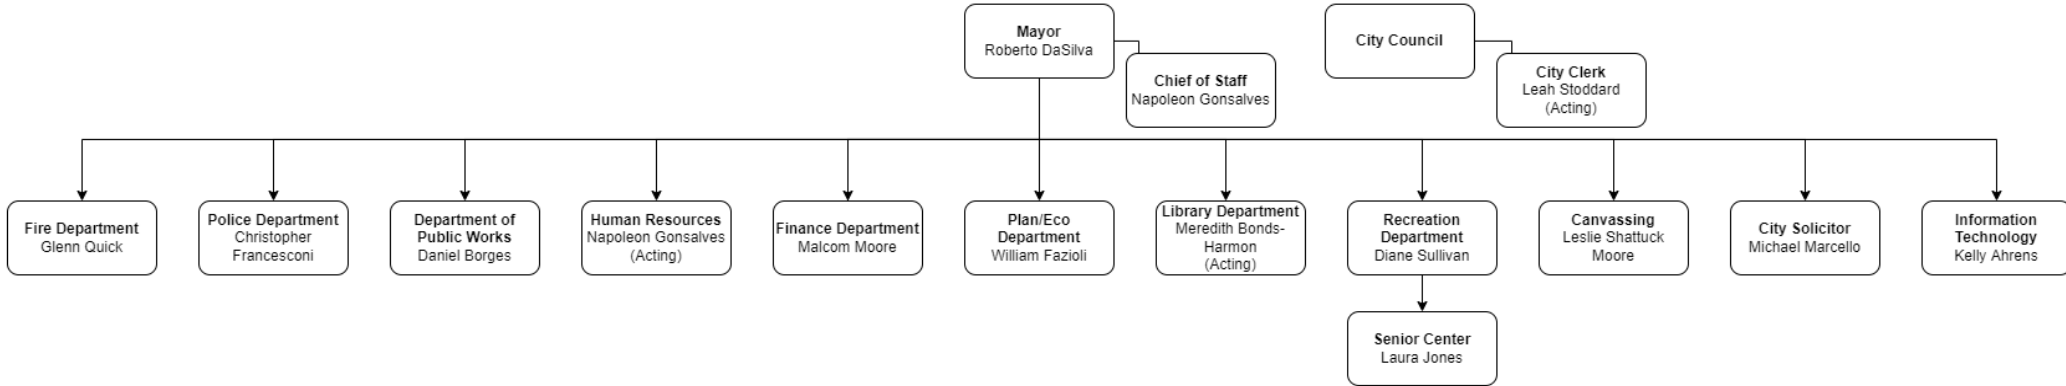 Mayor
Roberto DaSilva
Chief of Staff
Napoleon Gonsalves
City Council
City Clerk
Leah Stoddard
(Acting)
Fire Department
Glenn Quick
Police Department
Christopher
Francesconi
Department of
Public Works
Daniel Borges
Human Resources
Napoleon Gonsalves
(Acting)
Finance Department
Malcom Moore
Plan/Eco
Department
William Fazioli
Library Department
Meredith Bonds-
Harmon
(Acting)
Recreation
Department
Diane Sullivan
Canvassing
Leslie Shattuck
Moore
City Solicitor
Michael Marcello
Information
Technology
Kelly Ahrens
Senior Center
Laura Jones